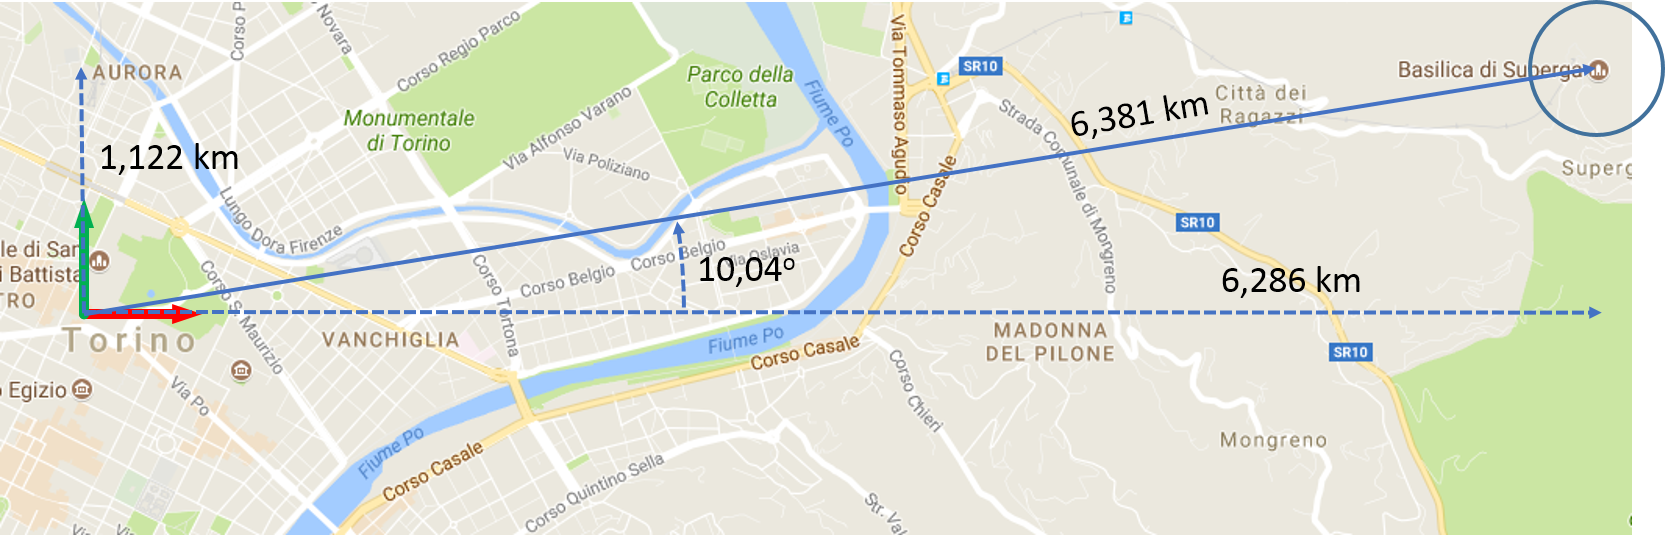 AURORA
Corso P
Novara
Corso Regio Parco
Monumentale
di Torino
Via Alfonso Varano
Via Poliziano
Parco della
Colletta
Fiume Po
Via Tommaso Agudio
SR10
Basilica di Superga
Città dei
Ragazzi
6,381 km
Strada Comunale di Mongreno
Superg
1,122 km
Lungo Dora Firenze
le di San
i Battista
TRO
Corso Belgio
Corso Belgio
Via Oslavia
10,04o
Corso Casale
SR10
6,286 km
Torino
Corso S. Maurizio
VANCHIGLIA
Corso Tortona
Fiume Po
Corso Casale
MADONNA
DEL PILONE
SR10
Egizio
Via Po
Corso Chieri
Mongreno
Fiume Po
Corso Casale
Corso Quintino Sella
Str. Val